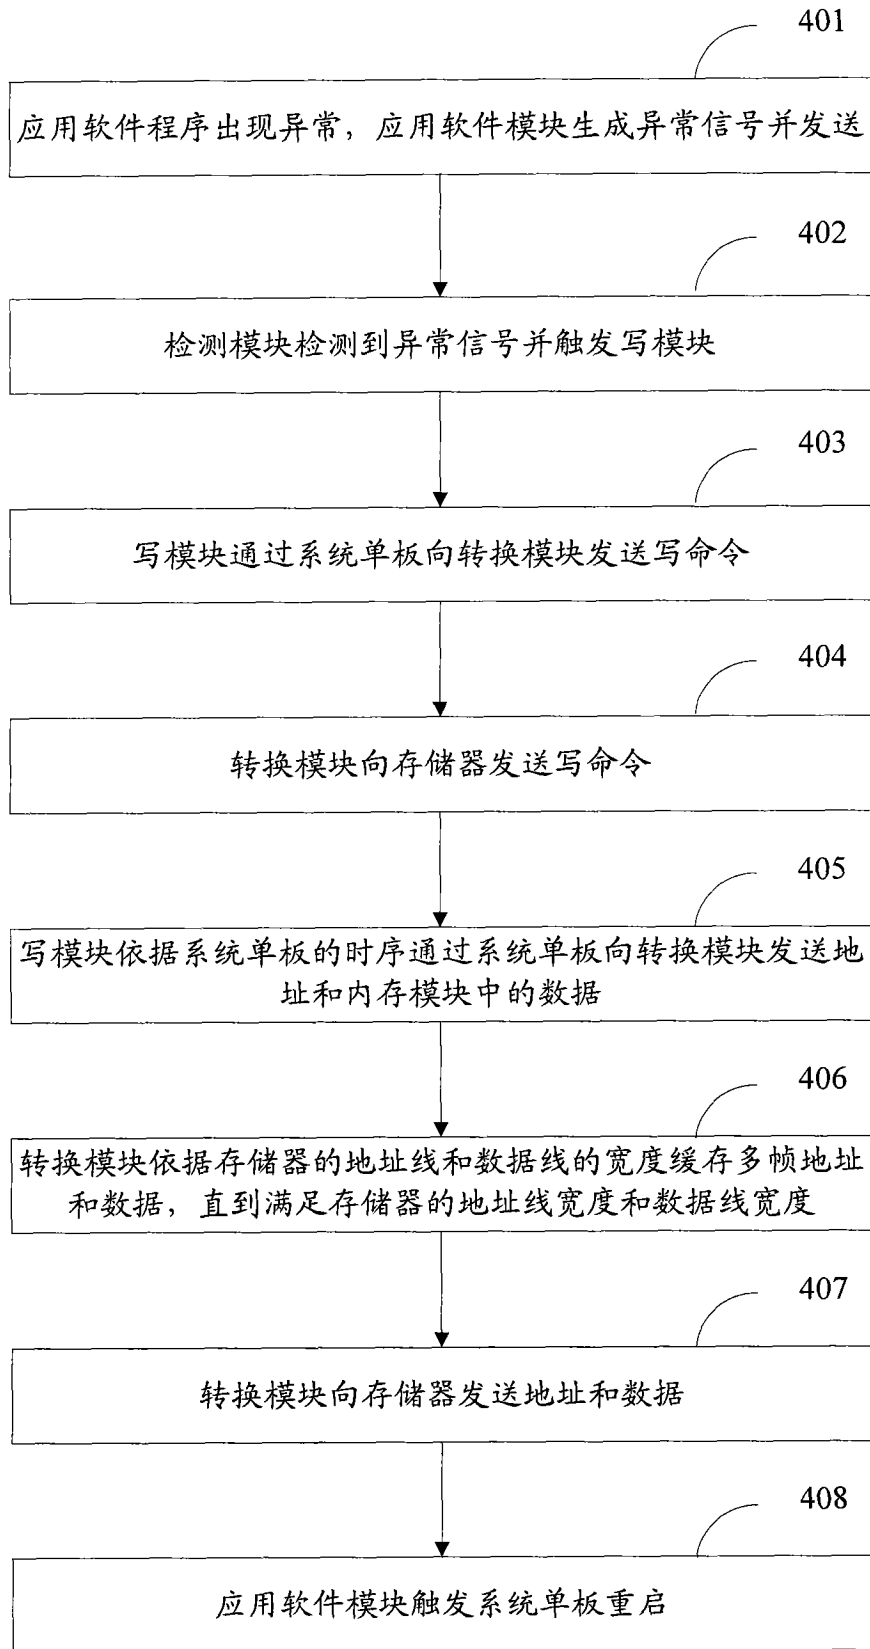 401
应用软件程序出现异常，应用软件模块生成异常信号并发送
402
检测模块检测到异常信号并触发写模块
403
写模块通过系统单板向转换模块发送写命令
404
转换模块向存储器发送写命令
405
写模块依据系统单板的时序通过系统单板向转换模块发送地
址和内存模块中的数据
406
转换模块依据存储器的地址线和数据线的宽度缓存多帧地址
和数据，直到满足存储器的地址线宽度和数据线宽度
407
转换模块向存储器发送地址和数据
408
应用软件模块触发系统单板重启